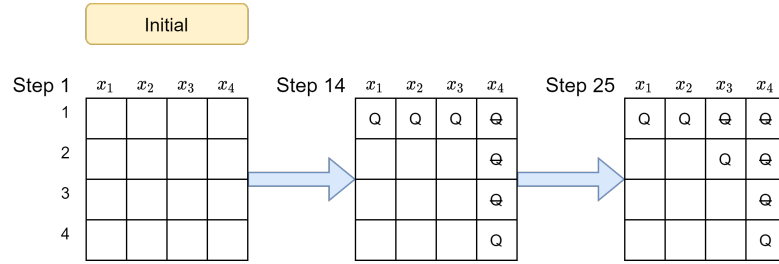 Initial
Step 1 x₁ x₂ x₃ x₄ Step 14 x₁ x₂ x₃ x₄ Step 25 x₁ x₂ x₃ x₄
1 Q Q Q Q̶ Q Q Q̶ Q̶
2 Q̶ Q Q̶
3 Q̶ Q̶
4 Q Q